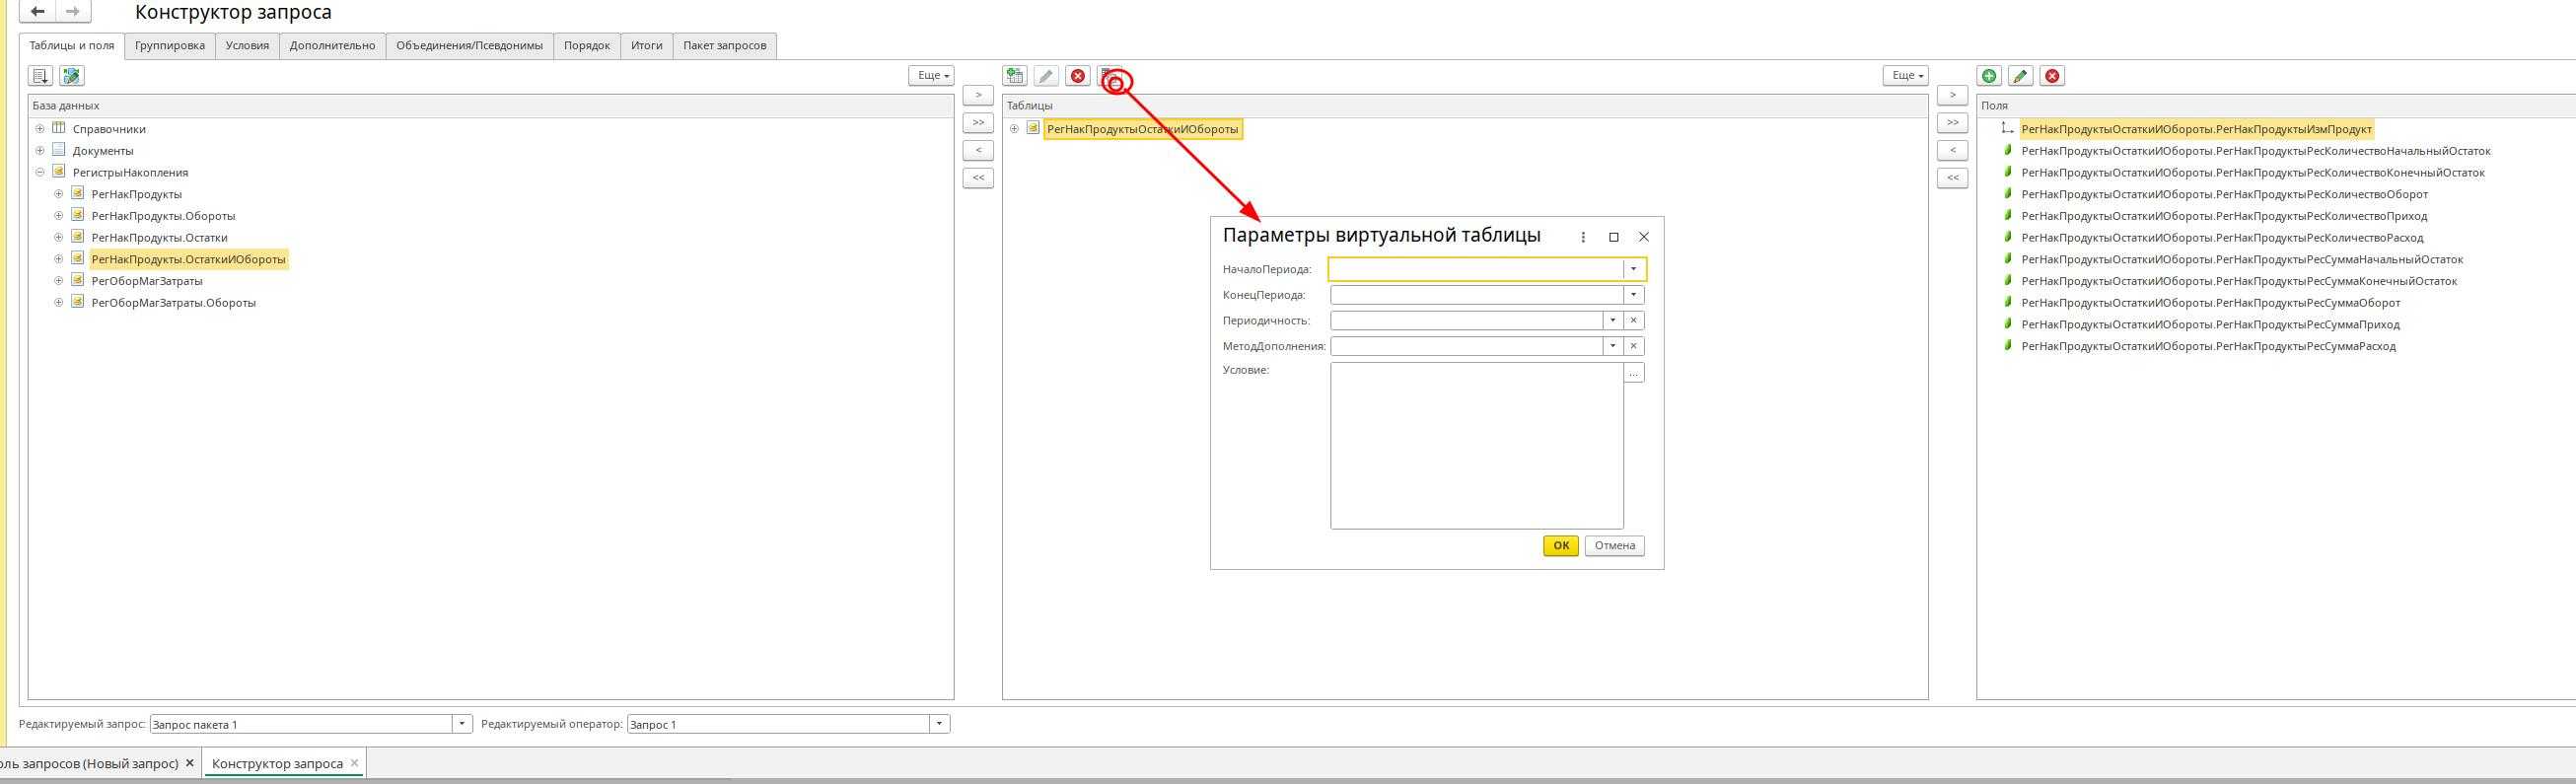 Конструктор запроса
Таблицы и поля Группировка Условия Дополнительно Объединения/Псевдонимы Порядок Итоги Пакет запросов
Еще
База данных
Справочники
Документы
РегистрыНакопления
РегНакПродукты
РегНакПродукты.Обороты
РегНакПродукты.Остатки
РегНакПродукты.ОстаткиИОбороты
РегОборМагЗатраты
РегОборМагЗатраты.Обороты
>
>>
<
<<
Еще
Таблицы
РегНакПродуктыОстаткиИОбороты
Параметры виртуальной таблицы
НачалоПериода:
КонецПериода:
Периодичность:
МетодДополнения:
Условие:
...
ОК Отмена
>
>>
<
<<
Поля
РегНакПродуктыОстаткиИОбороты.РегНакПродуктыИзмПродукт
РегНакПродуктыОстаткиИОбороты.РегНакПродуктыРесКоличествоНачальныйОстаток
РегНакПродуктыОстаткиИОбороты.РегНакПродуктыРесКоличествоКонечныйОстаток
РегНакПродуктыОстаткиИОбороты.РегНакПродуктыРесКоличествоОборот
РегНакПродуктыОстаткиИОбороты.РегНакПродуктыРесКоличествоПриход
РегНакПродуктыОстаткиИОбороты.РегНакПродуктыРесКоличествоРасход
РегНакПродуктыОстаткиИОбороты.РегНакПродуктыРесСуммаНачальныйОстаток
РегНакПродуктыОстаткиИОбороты.РегНакПродуктыРесСуммаКонечныйОстаток
РегНакПродуктыОстаткиИОбороты.РегНакПродуктыРесСуммаОборот
РегНакПродуктыОстаткиИОбороты.РегНакПродуктыРесСуммаПриход
РегНакПродуктыОстаткиИОбороты.РегНакПродуктыРесСуммаРасход
Редактируемый запрос: Запрос пакета 1 Редактируемый оператор: Запрос 1
оль запросов (Новый запрос) Конструктор запроса